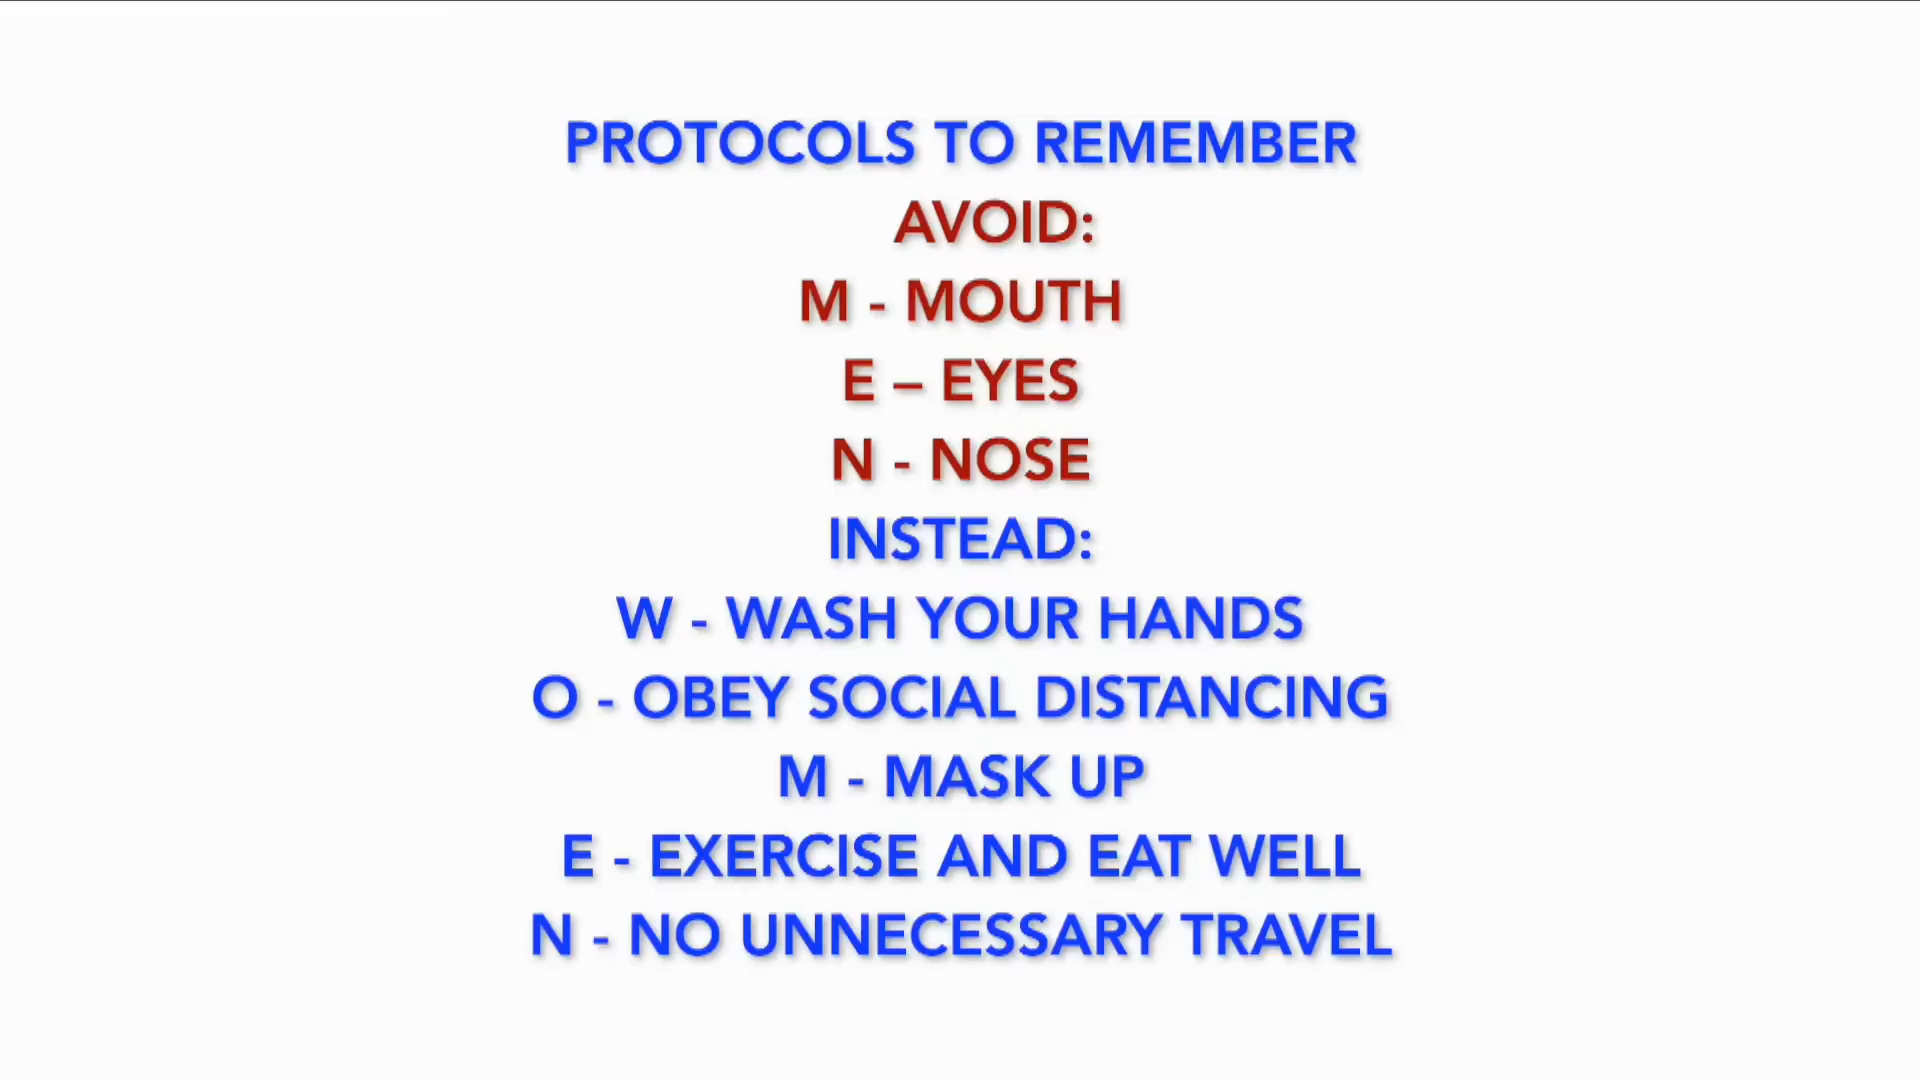 PROTOCOLS TO REMEMBER
AVOID:
M - MOUTH
E – EYES
N - NOSE
INSTEAD:
W - WASH YOUR HANDS
O - OBEY SOCIAL DISTANCING
M - MASK UP
E - EXERCISE AND EAT WELL
N - NO UNNECESSARY TRAVEL